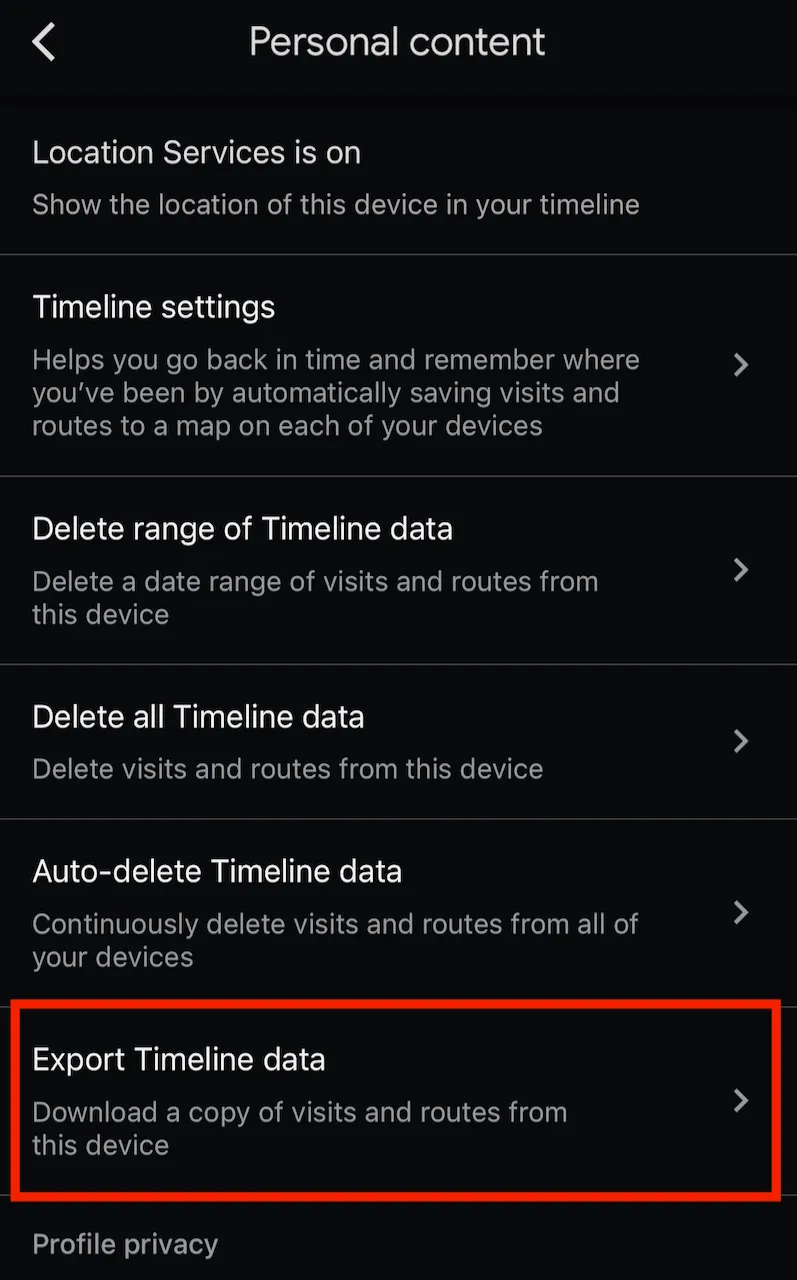 Personal content
Location Services is on
Show the location of this device in your timeline
Timeline settings
Helps you go back in time and remember where
you’ve been by automatically saving visits and
routes to a map on each of your devices
Delete range of Timeline data
Delete a date range of visits and routes from
this device
Delete all Timeline data
Delete visits and routes from this device
Auto-delete Timeline data
Continuously delete visits and routes from all of
your devices
Export Timeline data
Download a copy of visits and routes from
this device
Profile privacy